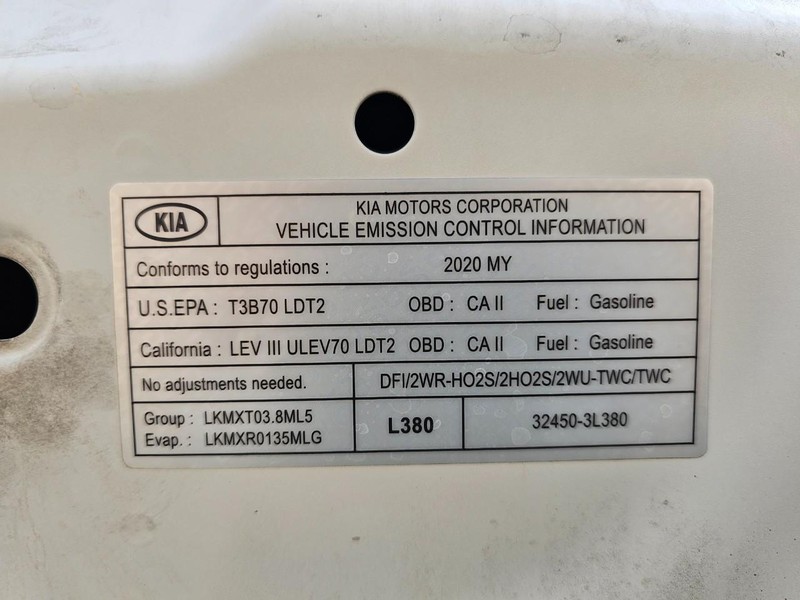 KIA
KIA MOTORS CORPORATION
VEHICLE EMISSION CONTROL INFORMATION
Conforms to regulations : 2020 MY
U.S.EPA : T3B70 LDT2 OBD : CA II Fuel : Gasoline
California : LEV III ULEV70 LDT2 OBD : CA II Fuel : Gasoline
No adjustments needed. DFI/2WR-HO2S/2HO2S/2WU-TWC/TWC
Group : LKMXT03.8ML5
Evap. : LKMXR0135MLG
L380
32450-3L380